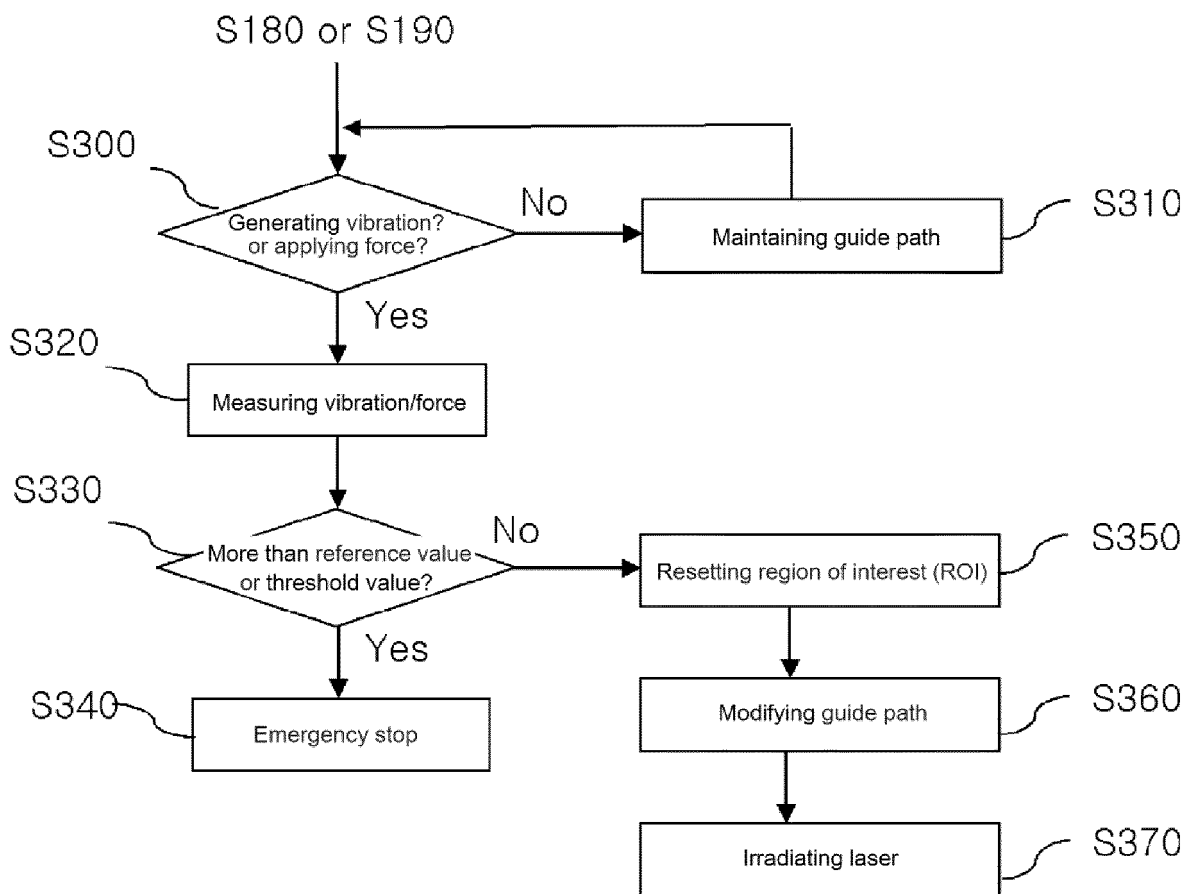 S180 or S190
S300
Generating vibration?
or applying force?
No
Maintaining guide path
S310
Yes
S320
Measuring vibration/force
S330
More than reference value
or threshold value?
No
Resetting region of interest (ROI)
S350
Yes
S340
Emergency stop
Modifying guide path
S360
Irradiating laser
S370